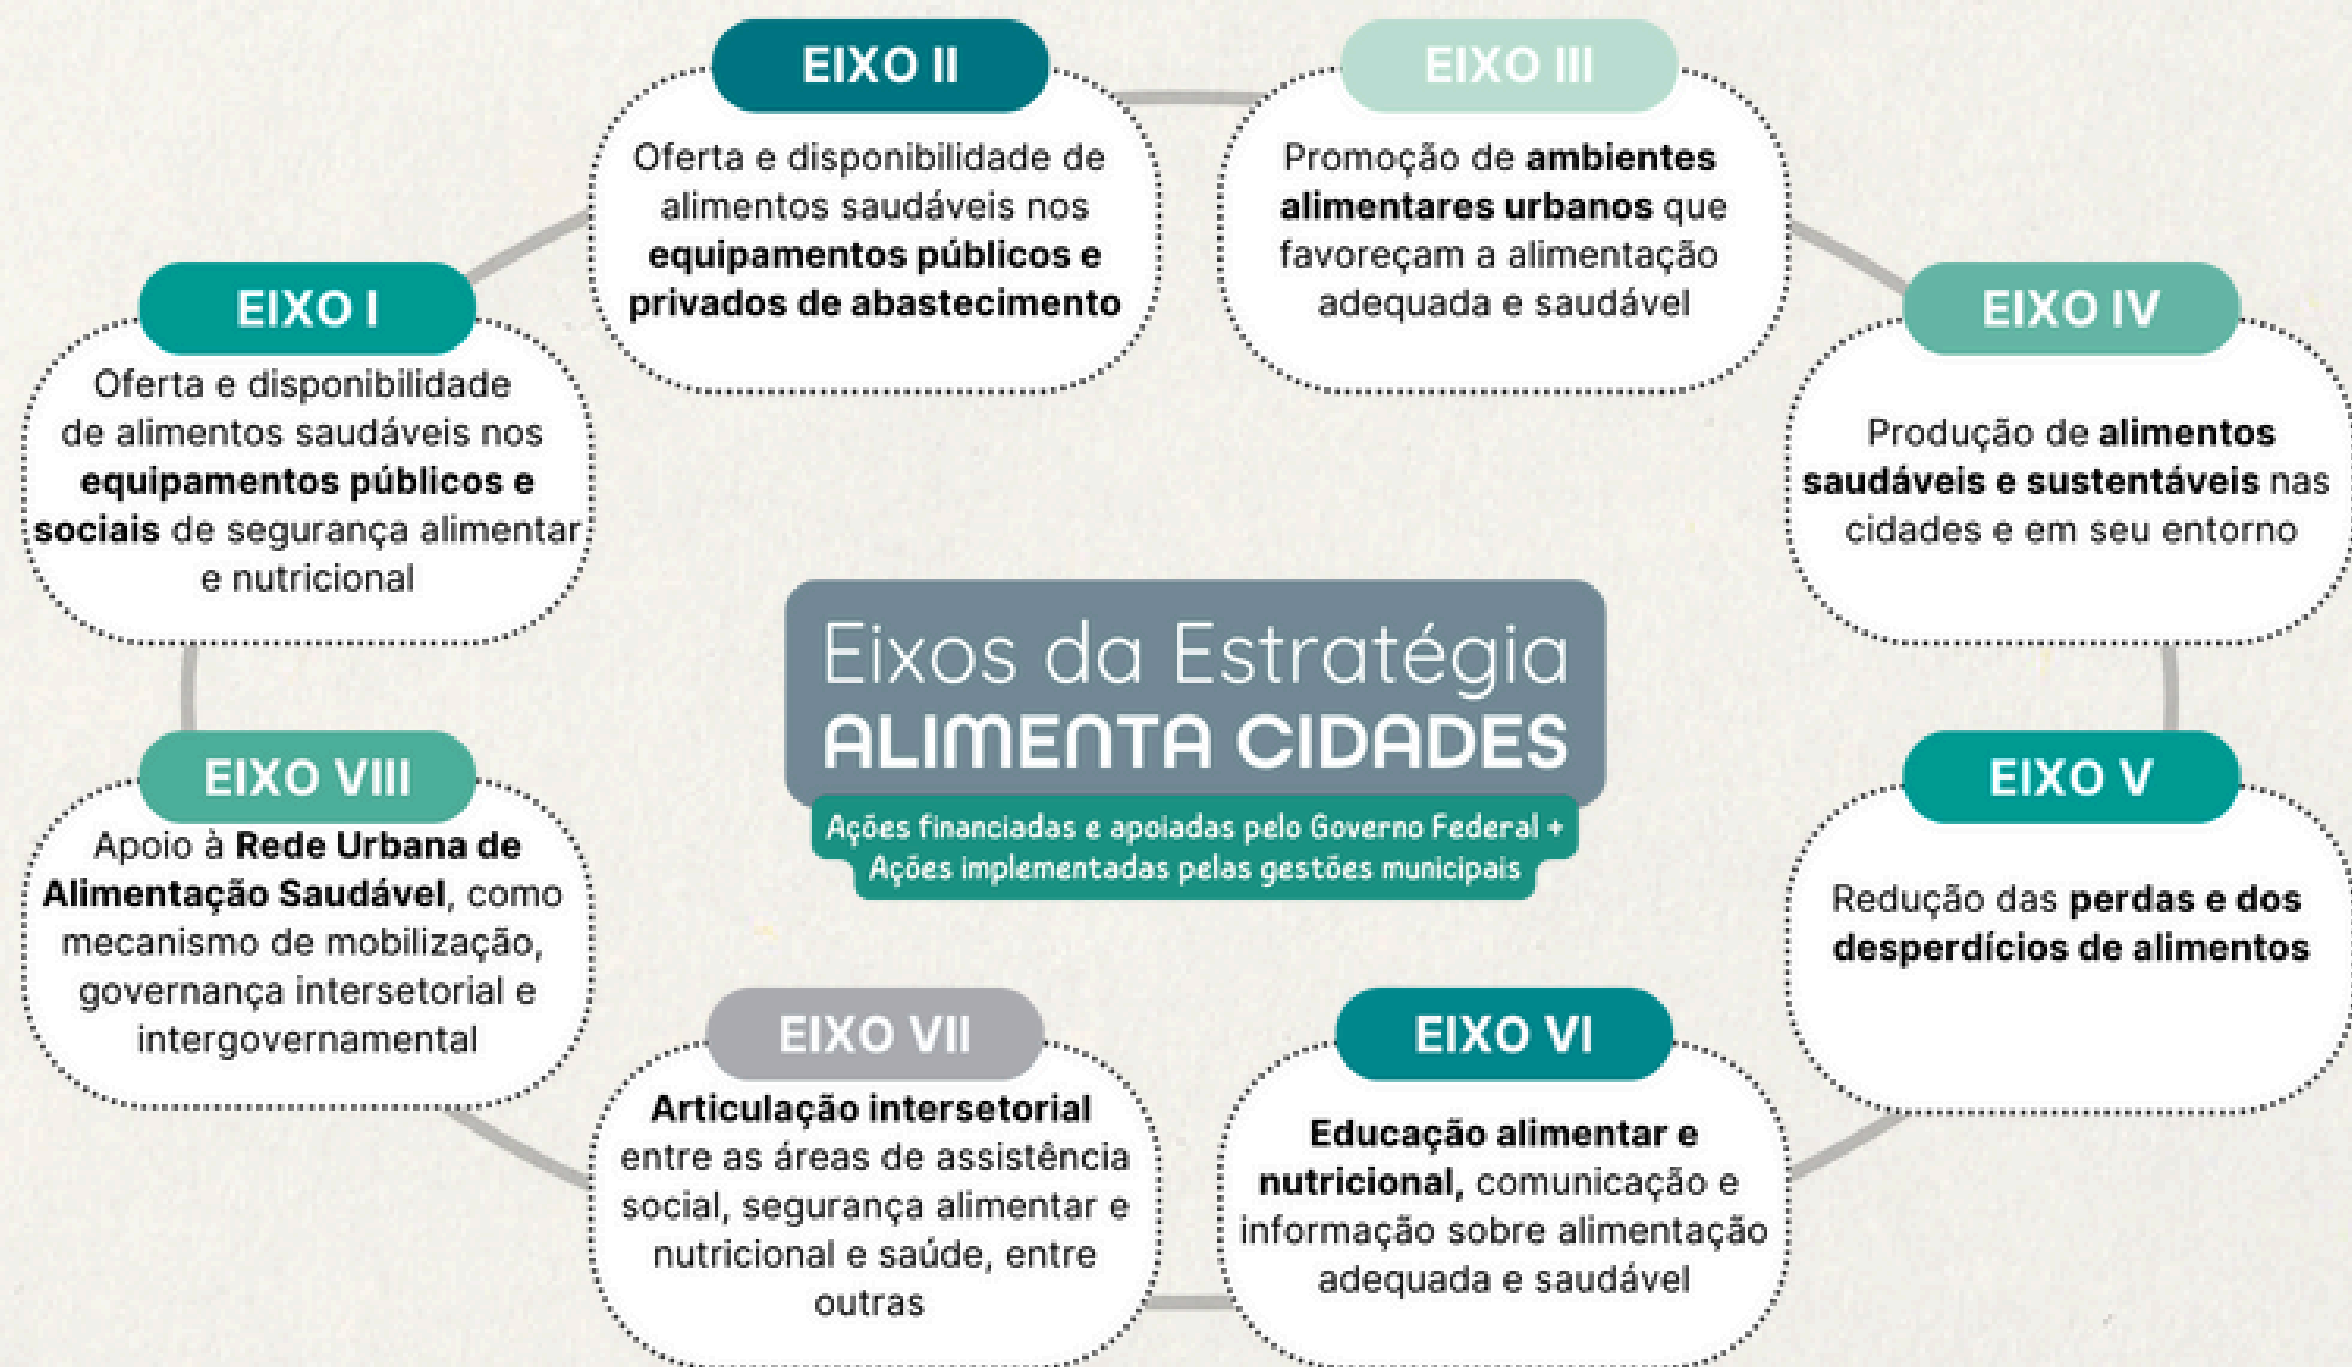 EIXO I
Oferta e disponibilidade
de alimentos saudáveis nos
equipamentos públicos e
sociais de segurança alimentar
e nutricional
EIXO II
Oferta e disponibilidade de
alimentos saudáveis nos
equipamentos públicos e
privados de abastecimento
EIXO III
Promoção de ambientes
alimentares urbanos que
favoreçam a alimentação
adequada e saudável
EIXO IV
Produção de alimentos
saudáveis e sustentáveis nas
cidades e em seu entorno
Eixos da Estratégia
ALIMENTA CIDADES
Ações financiadas e apoiadas pelo Governo Federal +
Ações implementadas pelas gestões municipais
EIXO V
Redução das perdas e dos
desperdícios de alimentos
EIXO VI
Educação alimentar e
nutricional, comunicação e
informação sobre alimentação
adequada e saudável
EIXO VII
Articulação intersetorial
entre as áreas de assistência
social, segurança alimentar e
nutricional e saúde, entre
outras
EIXO VIII
Apoio à Rede Urbana de
Alimentação Saudável, como
mecanismo de mobilização,
governança intersetorial e
intergovernamental